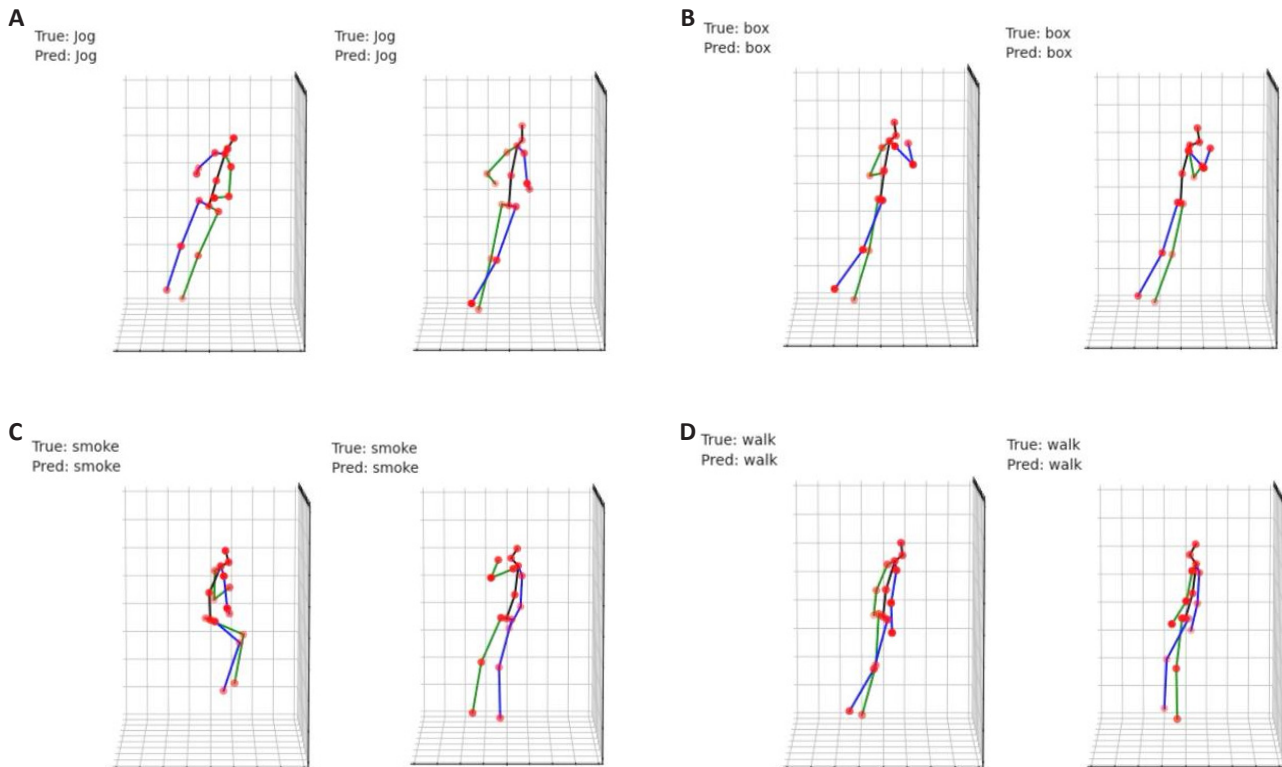 A
True: Jog
Pred: Jog
True: Jog
Pred: Jog
B
True: box
Pred: box
True: box
Pred: box
C
True: smoke
Pred: smoke
True: smoke
Pred: smoke
D
True: walk
Pred: walk
True: walk
Pred: walk